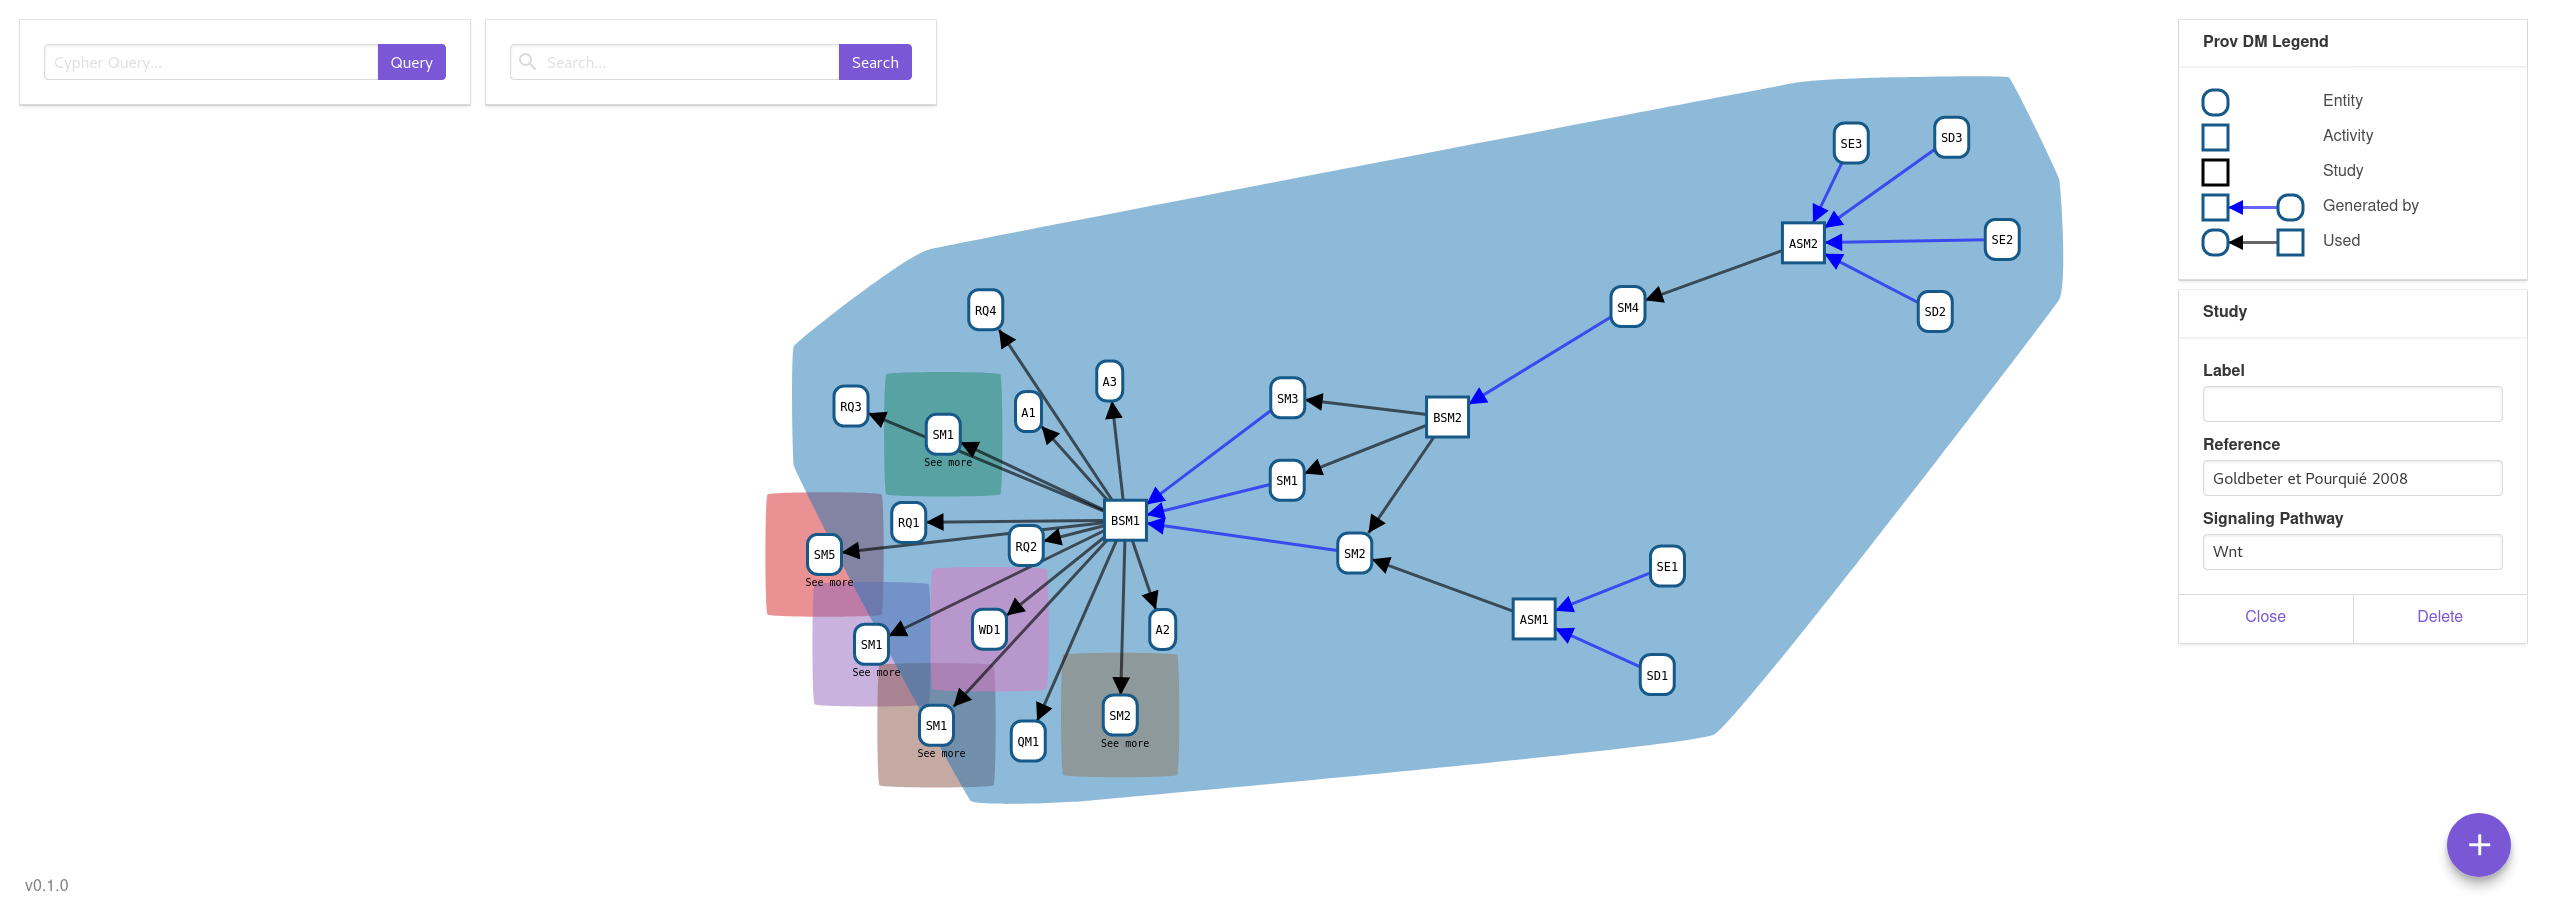 Cypher Query...
Query
Search...
Search
Prov DM Legend
Entity
Activity
Study
Generated by
Used
Study
Label
Reference
Goldbeter et Pourquié 2008
Signaling Pathway
Wnt
Close
Delete
SE3
SD3
ASM2
SE2
SM4
SD2
RQ4
A3
SM3
RQ3
A1
BSM2
SM1
See more
SM1
RQ1
BSM1
RQ2
SM5
See more
SM2
SE1
ASM1
WD1
A2
SM1
See more
SD1
SM2
See more
SM1
See more
QM1
+
v0.1.0